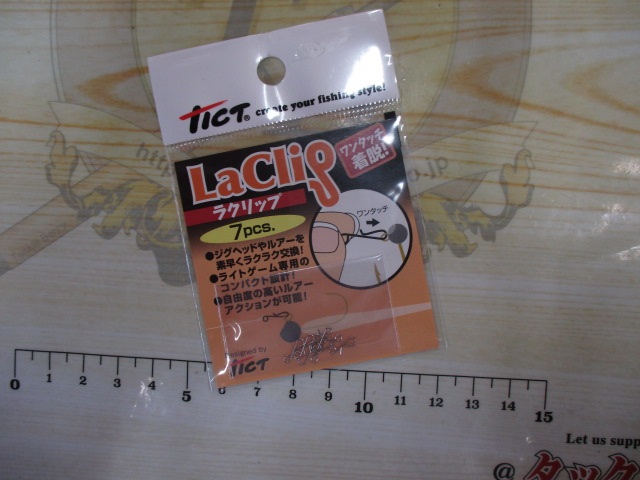 TICT® create your fishing style!
LaClip
ワンタッチ
着脱!
ラクリップ
7pcs.
ワンタッチ
●ジグヘッドやルアーを
素早くラクラク交換!
●ライトゲーム専用の
コンパクト設計!
●自由度の高いルアー
アクションが可能!
Designed by
TICT
0 1 2 3 4 5 6 7 8 9 10 11 12 13 14 15
Let us supp
@タック